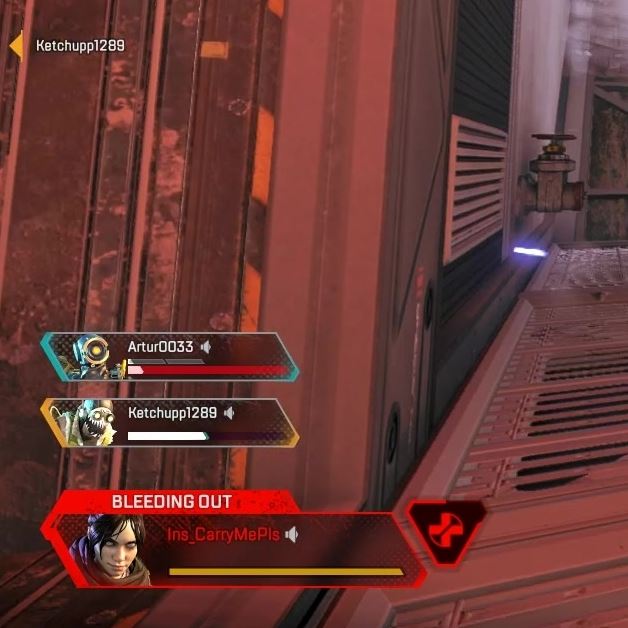 Ketchupp1289
Artur0033
Ketchupp1289
BLEEDING OUT
Ins_CarryMePls